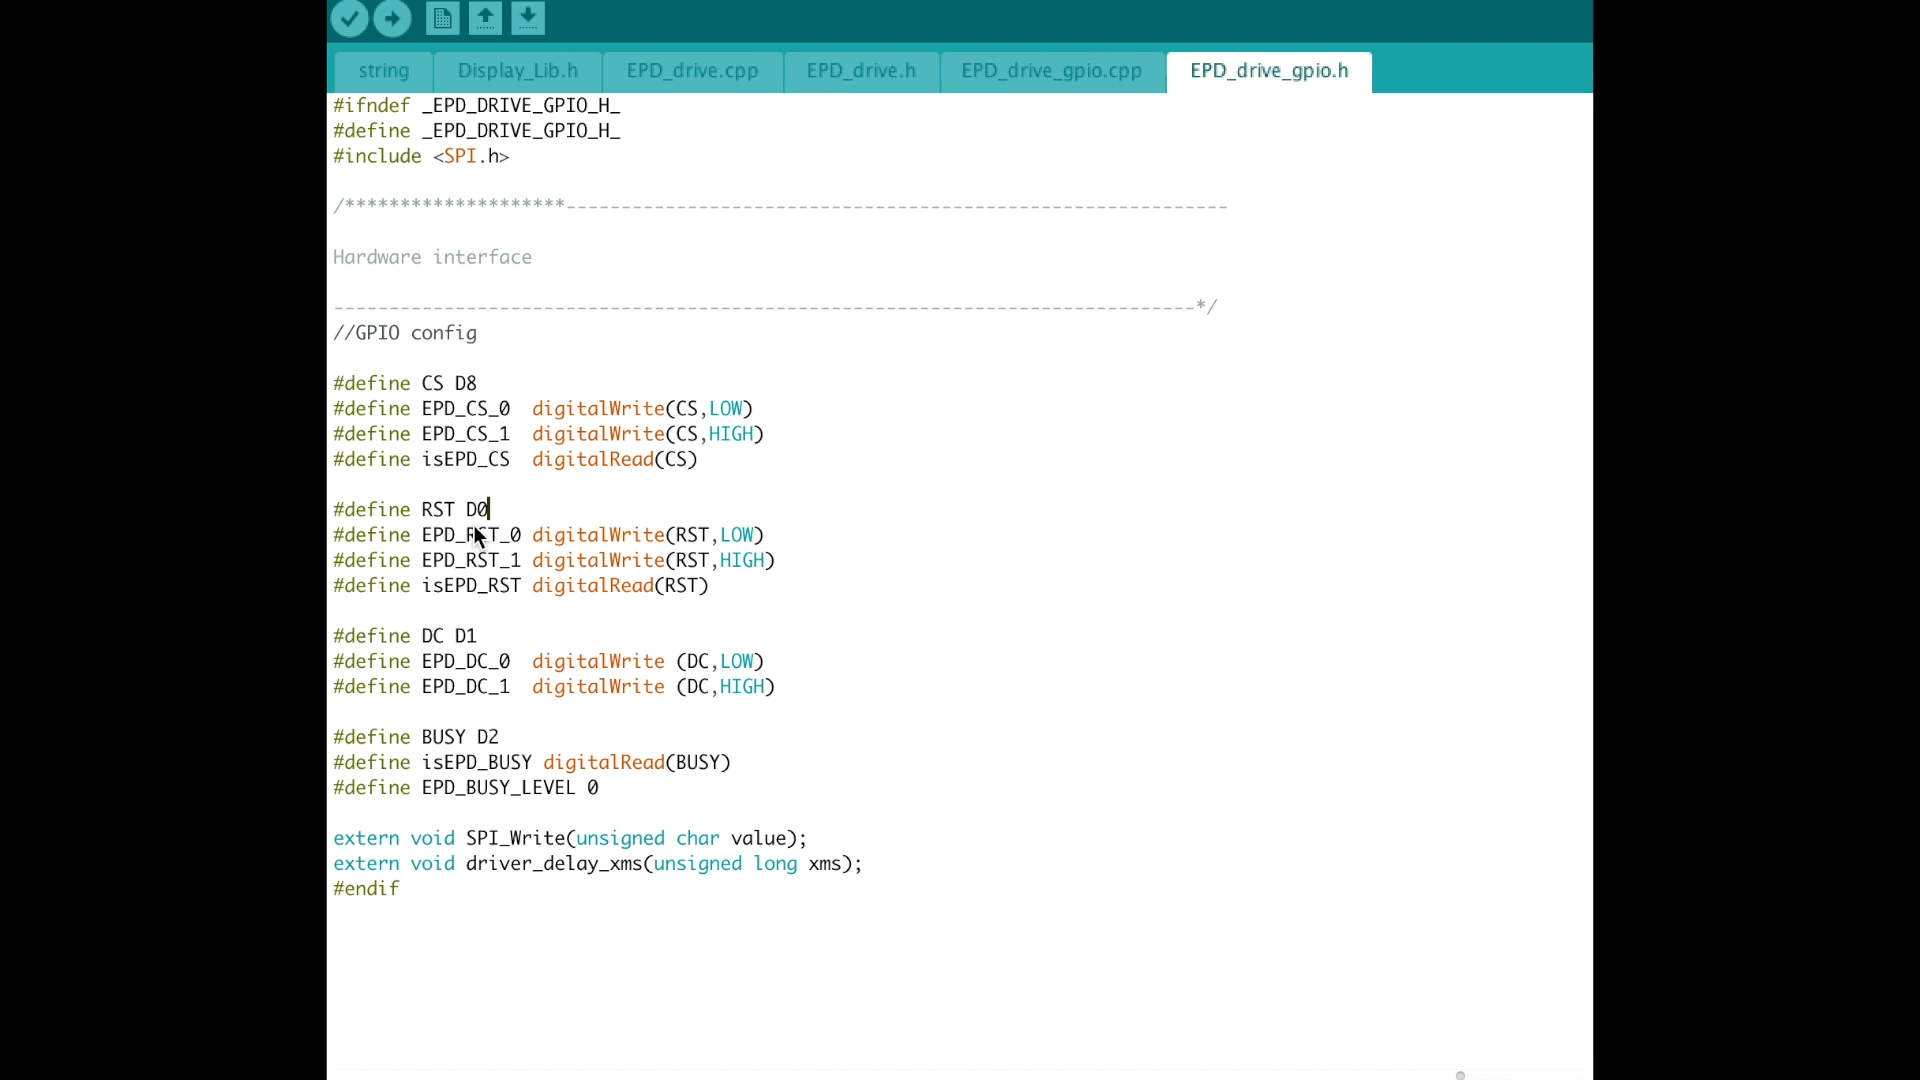 string Display_Lib.h EPD_drive.cpp EPD_drive.h EPD_drive_gpio.cpp EPD_drive_gpio.h
#ifndef _EPD_DRIVE_GPIO_H_
#define _EPD_DRIVE_GPIO_H_
#include <SPI.h>
/********************------------------------------------------------------------
Hardware interface
------------------------------------------------------------------------------*/
//GPIO config
#define CS D8
#define EPD_CS_0  digitalWrite(CS,LOW)
#define EPD_CS_1  digitalWrite(CS,HIGH)
#define isEPD_CS  digitalRead(CS)
#define RST D0
#define EPD_RST_0 digitalWrite(RST,LOW)
#define EPD_RST_1 digitalWrite(RST,HIGH)
#define isEPD_RST digitalRead(RST)
#define DC D1
#define EPD_DC_0  digitalWrite (DC,LOW)
#define EPD_DC_1  digitalWrite (DC,HIGH)
#define BUSY D2
#define isEPD_BUSY digitalRead(BUSY)
#define EPD_BUSY_LEVEL 0
extern void SPI_Write(unsigned char value);
extern void driver_delay_xms(unsigned long xms);
#endif